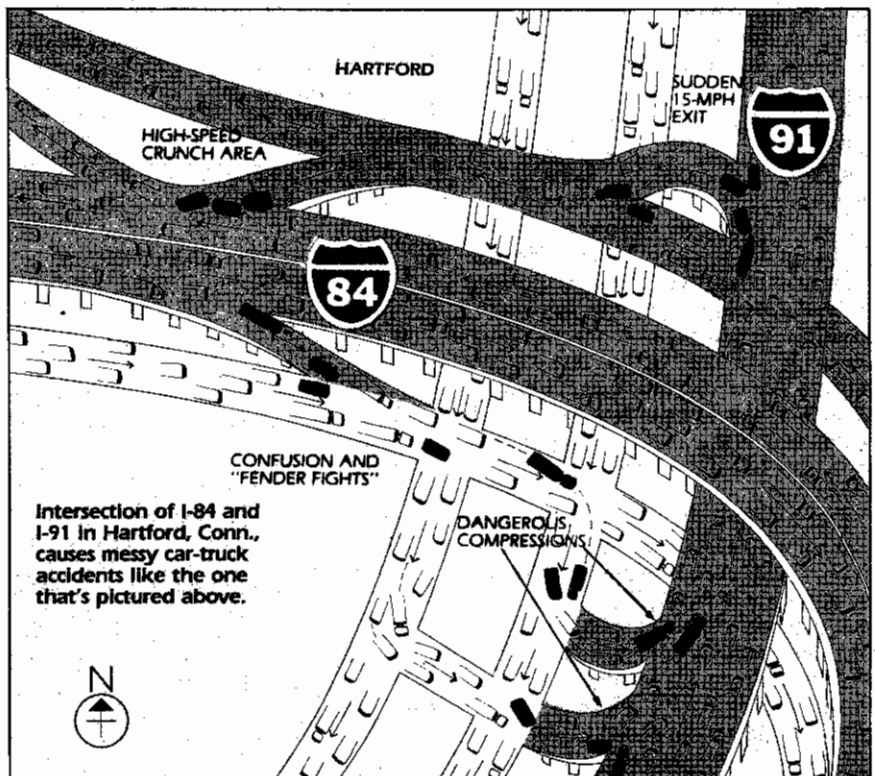 HARTFORD
SUDDEN
15-MPH
EXIT
91
HIGH-SPEED
CRUNCH AREA
84
CONFUSION AND
"FENDER FIGHTS"
Intersection of I-84 and
I-91 in Hartford, Conn.,
causes messy car-truck
accidents like the one
that's pictured above.
DANGEROUS
COMPRESSIONS
N